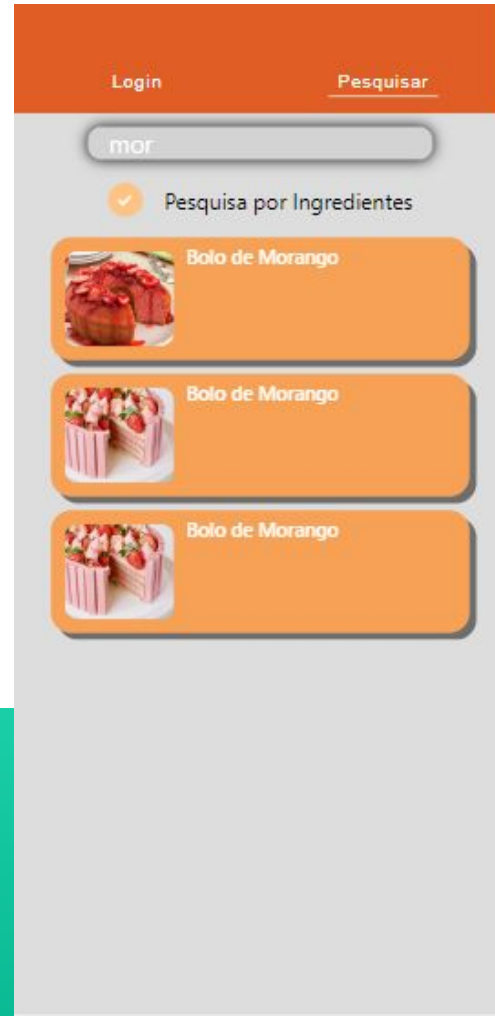 Login
Pesquisar
mor
Pesquisa por Ingredientes
Bolo de Morango
Bolo de Morango
Bolo de Morango